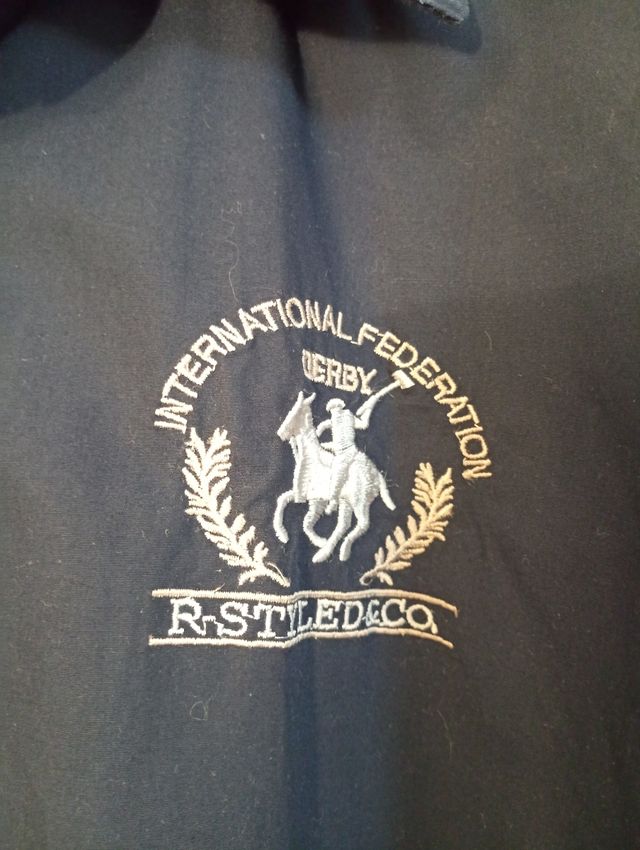 INTERNATIONAL FEDERATION
DERBY
R-STYLED&CO.